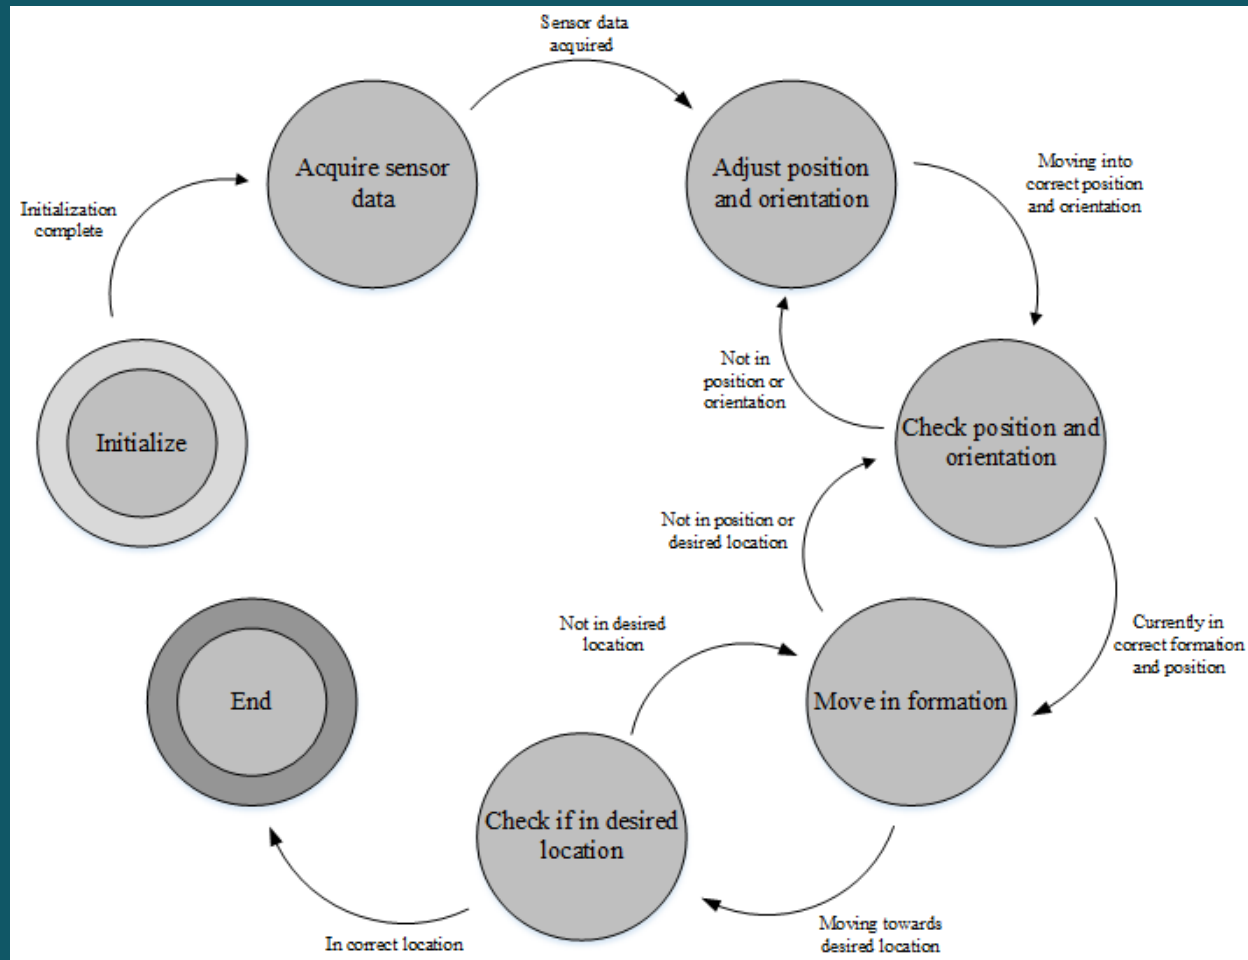 Sensor data
acquired
Acquire sensor
data
Adjust position
and orientation
Moving into
correct position
and orientation
Initialization
complete
Not in
position or
orientation
Initialize
Check position and
orientation
Not in position or
desired location
Currently in
correct formation
and position
Not in desired
location
End
Move in formation
Check if in desired
location
In correct location
Moving towards
desired location